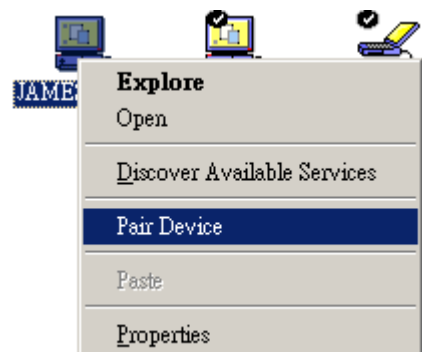 JAME
Explore
Open
Discover Available Services
Pair Device
Paste
Properties